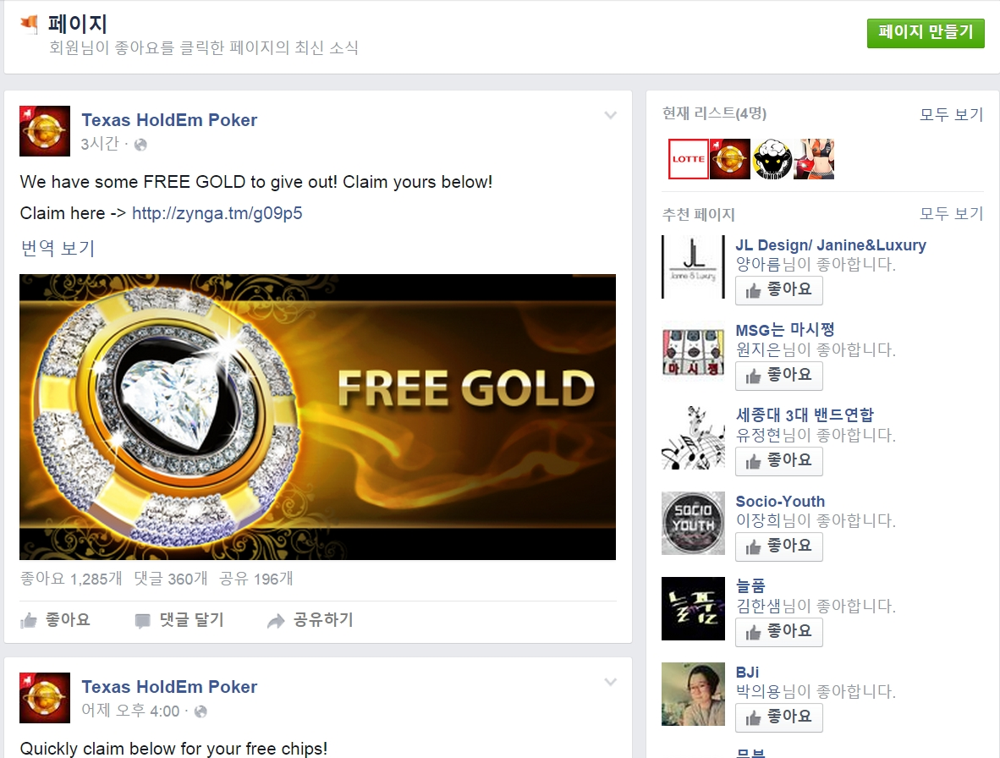 페이지
회원님이 좋아요를 클릭한 페이지의 최신 소식
페이지 만들기
Texas HoldEm Poker
3시간 ·
We have some FREE GOLD to give out! Claim yours below!
Claim here -> http://zynga.tm/g09p5
번역 보기
FREE GOLD
좋아요 1,285개 댓글 360개 공유 196개
좋아요 댓글 달기 공유하기
Texas HoldEm Poker
어제 오후 4:00 ·
Quickly claim below for your free chips!
현재 리스트(4명) 모두 보기
LOTTE
UNION
추천 페이지 모두 보기
JL
Janine & Luxury
JL Design/ Janine&Luxury
양아름님이 좋아합니다.
좋아요
마시쪙
MSG는 마시쪙
원지은님이 좋아합니다.
좋아요
세종대 3대 밴드연합
유정현님이 좋아합니다.
좋아요
SOCIO
YOUTH
Socio-Youth
이장희님이 좋아합니다.
좋아요
늘품
늘품
김한샘님이 좋아합니다.
좋아요
BJi
박의용님이 좋아합니다.
좋아요